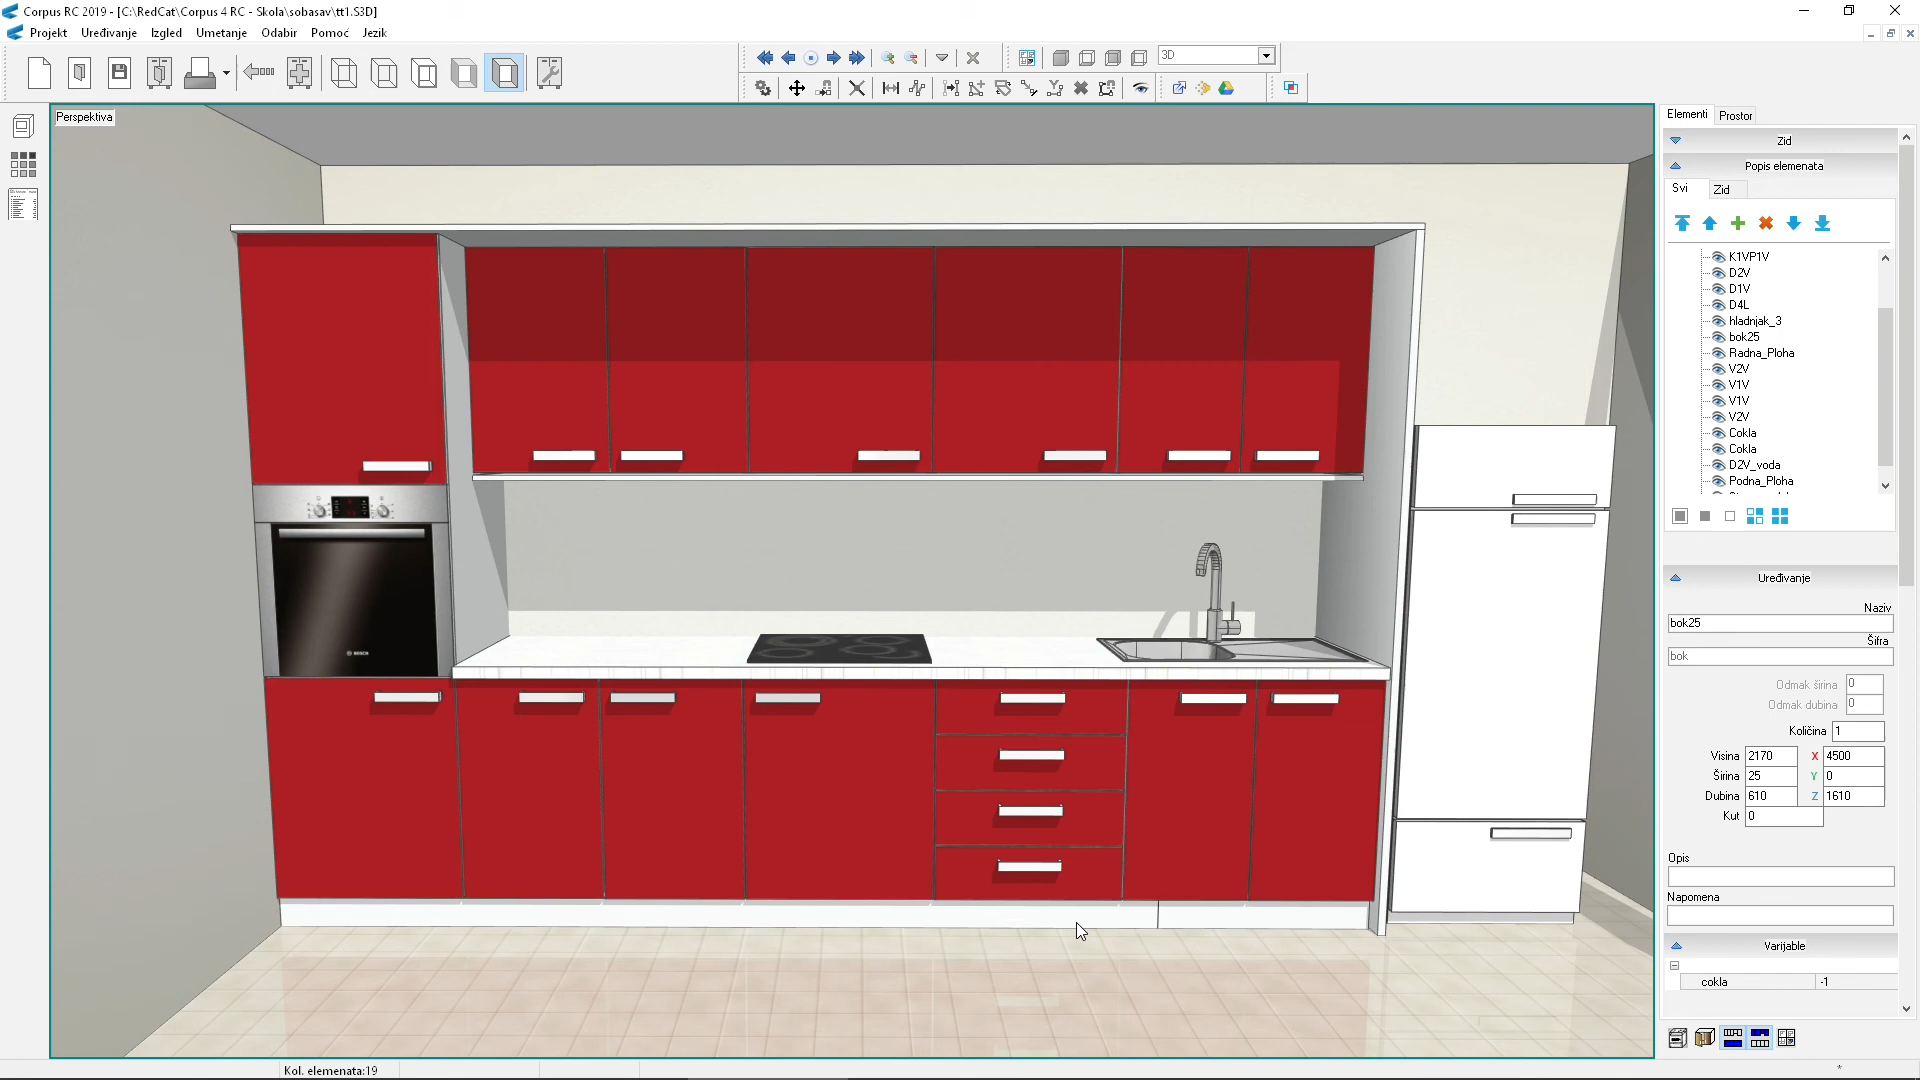 Corpus RC 2019 - [C:\RedCat\Corpus 4 RC - Skola\sobasav\tt1.S3D]
Projekt Uređivanje Izgled Umetanje Odabir Pomoć Jezik
3D
Perspektiva
Elementi Prostor
Zid
Popis elemenata
Svi Zid
K1VP1V
D2V
D1V
D4L
hladnjak_3
bok25
Radna_Ploha
V2V
V1V
V1V
V2V
Cokla
Cokla
D2V_voda
Podna_Ploha
Uređivanje
Naziv
bok25
Šifra
bok
Odmak širina 0
Odmak dubina 0
Količina 1
Visina 2170 X 4500
Širina 25 Y 0
Dubina 610 Z 1610
Kut 0
Opis
Napomena
Varijable
cokla -1
BOSCH
Kol. elemenata:19
*